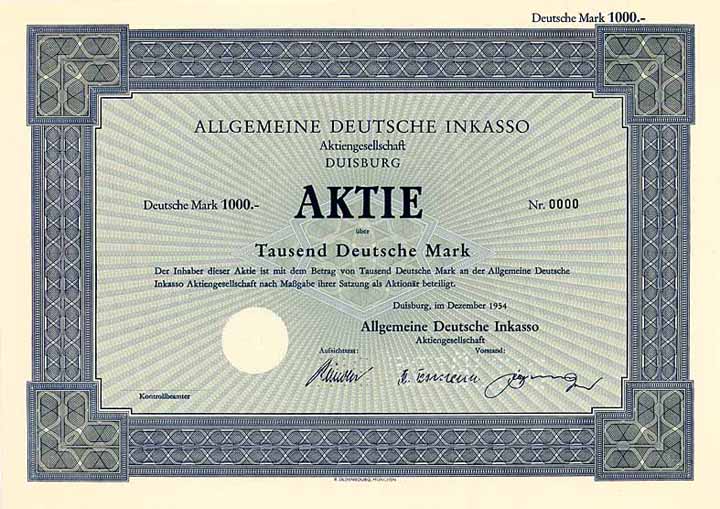 Deutsche Mark 1000.-
ALLGEMEINE DEUTSCHE INKASSO
Aktiengesellschaft
DUISBURG
Deutsche Mark 1000.- AKTIE Nr. 0000
über
Tausend Deutsche Mark
Der Inhaber dieser Aktie ist mit dem Betrag von Tausend Deutsche Mark an der Allgemeine Deutsche
Inkasso Aktiengesellschaft nach Maßgabe ihrer Satzung als Aktionär beteiligt.
Duisburg, im Dezember 1954
Allgemeine Deutsche Inkasso
Aktiengesellschaft
Aufsichtsrat: Vorstand:
Kontrollbeamter
R. OLDENBOURG, MÜNCHEN